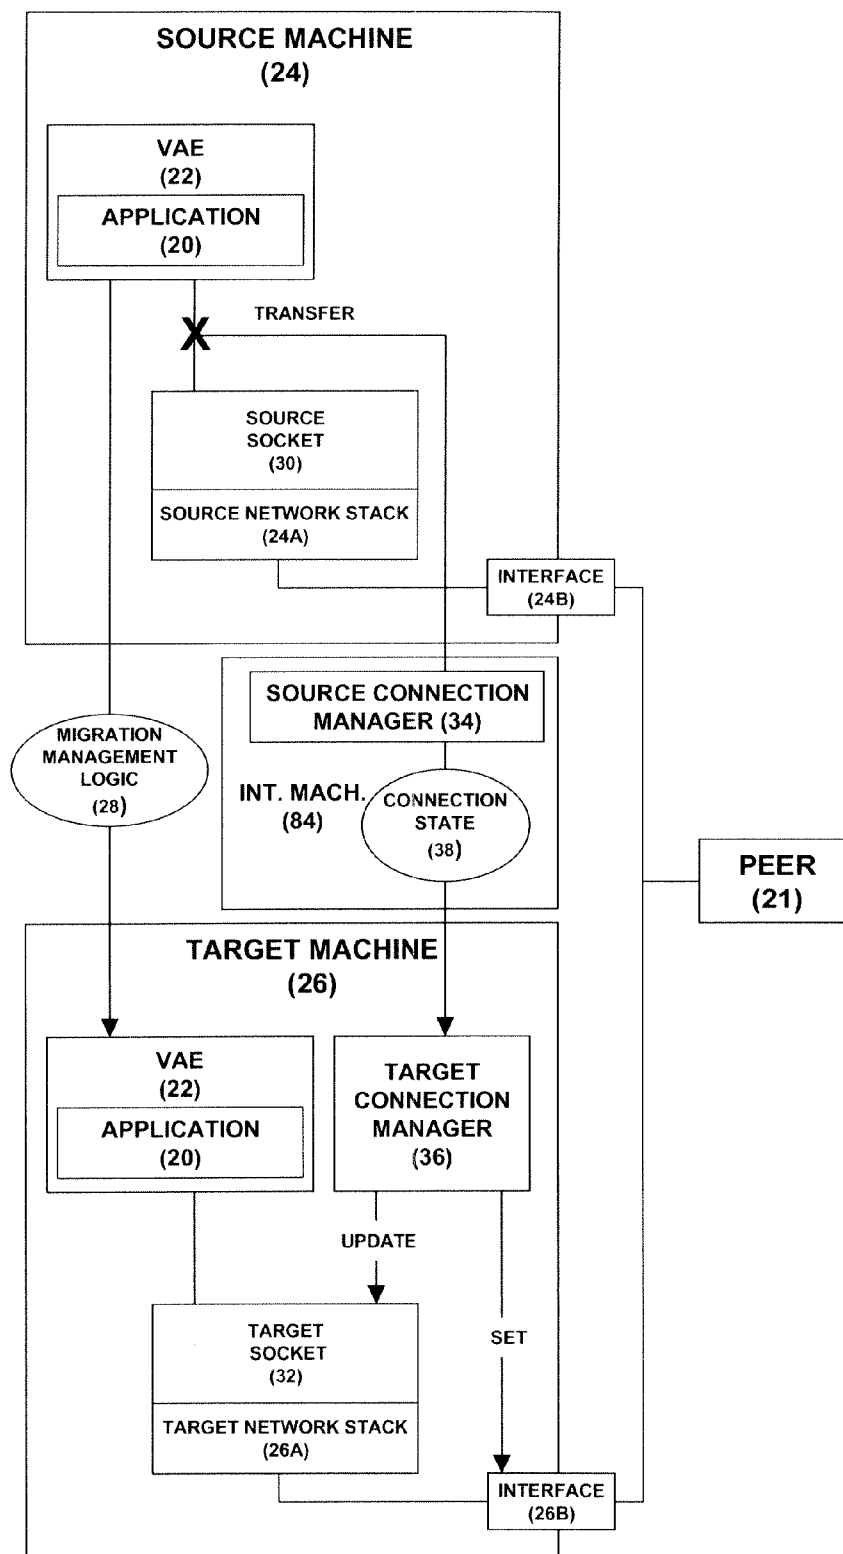 SOURCE MACHINE
(24)
VAE
(22)
APPLICATION
(20)
TRANSFER
X
SOURCE
SOCKET
(30)
SOURCE NETWORK STACK
(24A)
INTERFACE
(24B)
SOURCE CONNECTION
MANAGER (34)
MIGRATION
MANAGEMENT
LOGIC
(28)
INT. MACH.
(84)
CONNECTION
STATE
(38)
PEER
(21)
TARGET MACHINE
(26)
VAE
(22)
APPLICATION
(20)
TARGET
CONNECTION
MANAGER
(36)
UPDATE
SET
TARGET
SOCKET
(32)
TARGET NETWORK STACK
(26A)
INTERFACE
(26B)